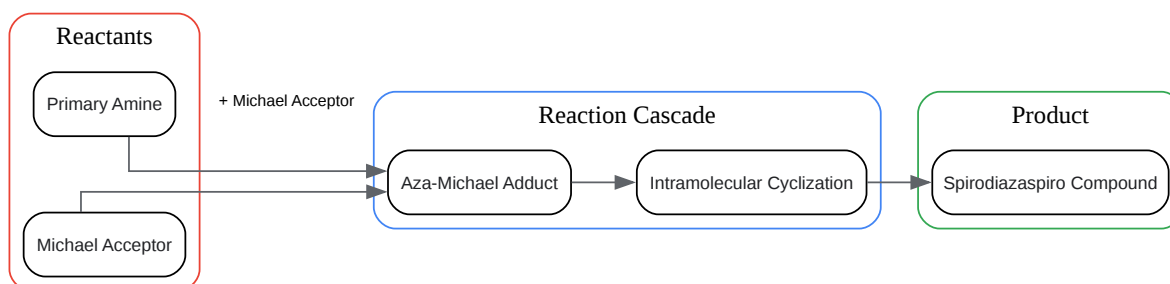 Reactants
Primary Amine
Michael Acceptor
+ Michael Acceptor
Reaction Cascade
Aza-Michael Adduct
Intramolecular Cyclization
Product
Spirodiazaspiro Compound